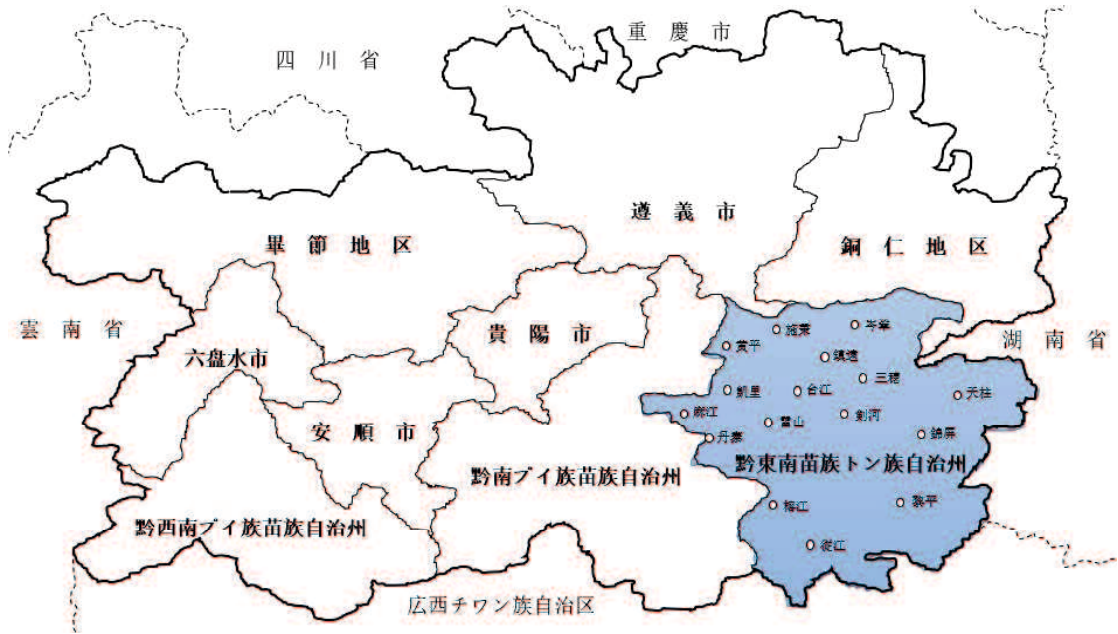 重慶市
四川省
遵義市
畢節地区
銅仁地区
雲南省
貴陽市
湖南省
施秉
岑鞏
黄平
鎮遠
六盤水市
三穂
凱里
台江
天柱
麻江
雷山
剣河
安順市
丹寨
錦屏
黔南ブイ族苗族自治州
黔東南苗族トン族自治州
黔西南ブイ族苗族自治州
榕江
黎平
従江
広西チワン族自治区